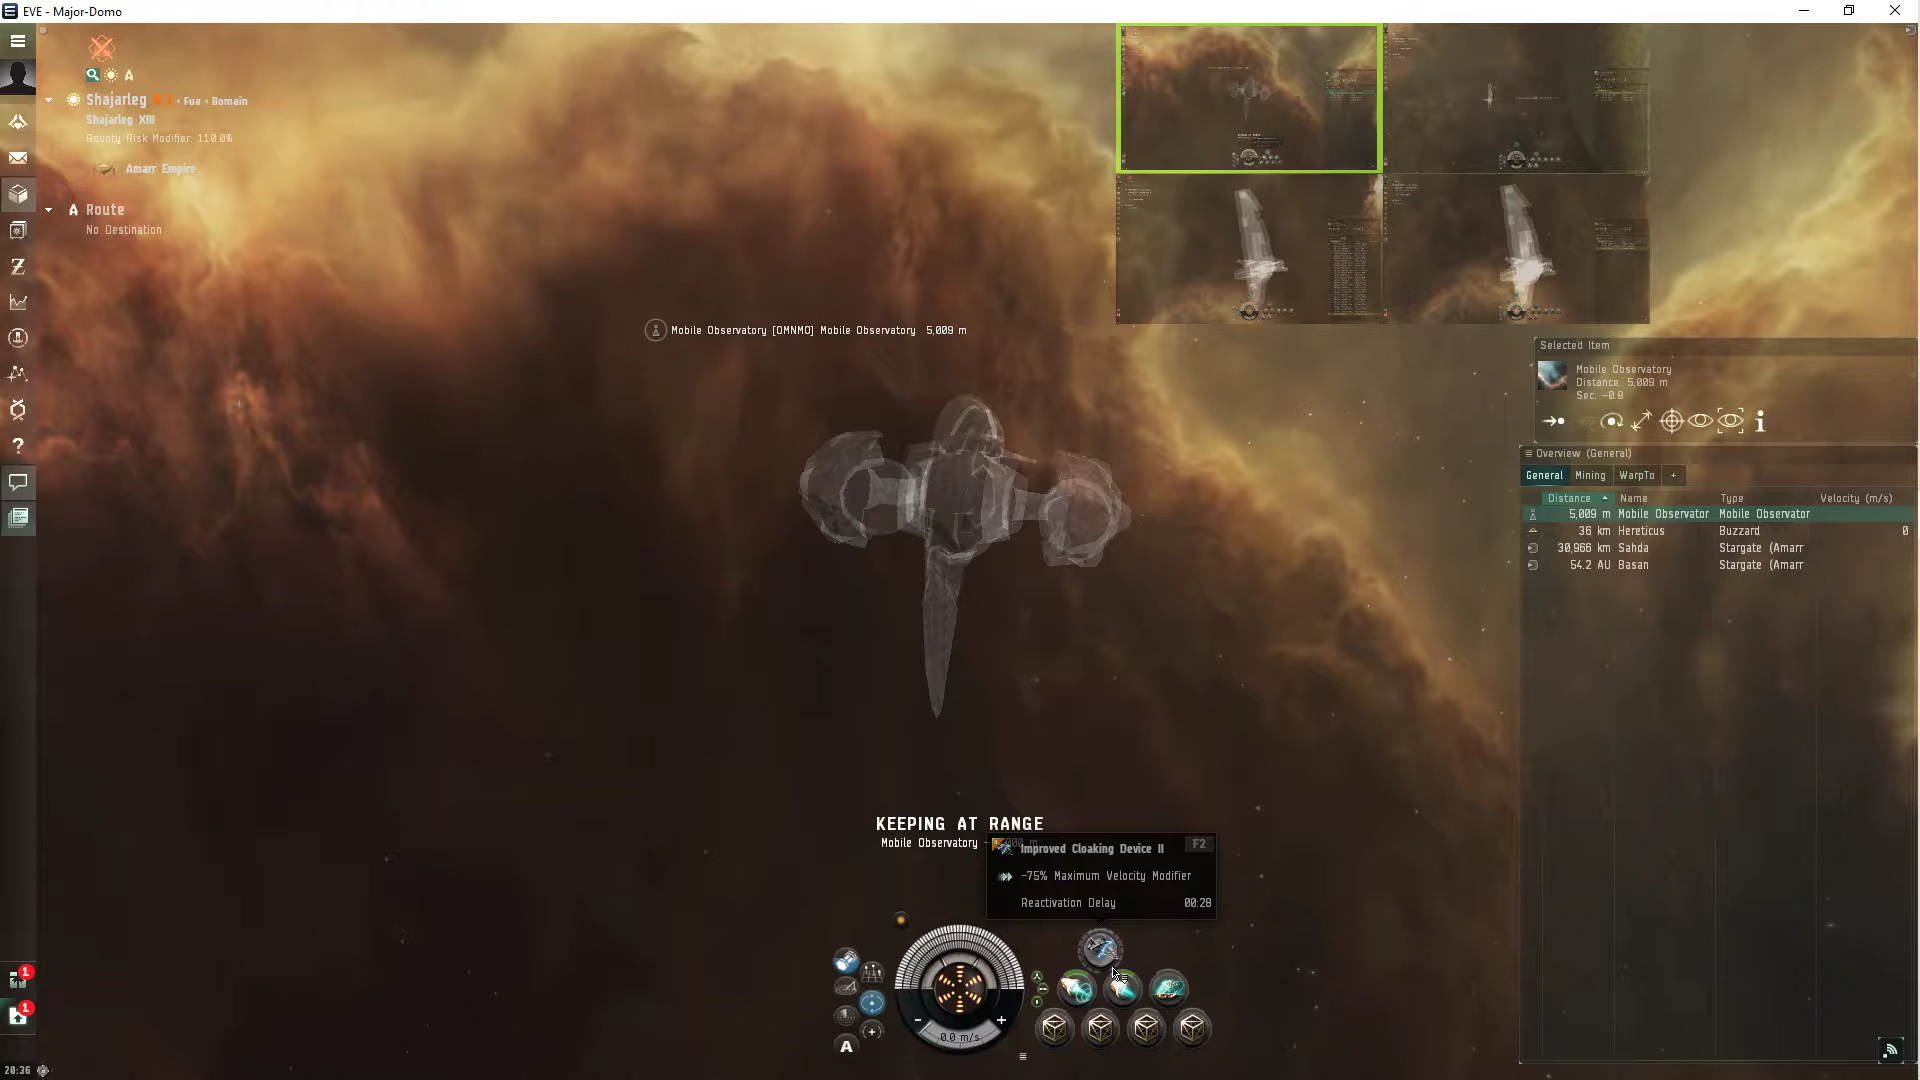 EVE - Major-Domo
A
Shajarleg < Fua < Domain
Shajarleg XIII
Bounty Risk Modifier: 110.0%
Amarr Empire
A Route
No Destination
Mobile Observatory [OMNMO] Mobile Observatory 5,009 m
Selected Item
Mobile Observatory
Distance: 5,009 m
Sec. -0.8
Overview (General)
General Mining WarpTo +
Distance Name Type Velocity (m/s)
5,009 m Mobile Observator Mobile Observator
36 km Hereticus Buzzard 0
30,966 km Sahda Stargate (Amarr
54.2 AU Basan Stargate (Amarr
KEEPING AT RANGE
Mobile Observatory
Improved Cloaking Device II F2
-75% Maximum Velocity Modifier
Reactivation Delay 00:28
- +
0.0 m/s
A
1
1
20:36